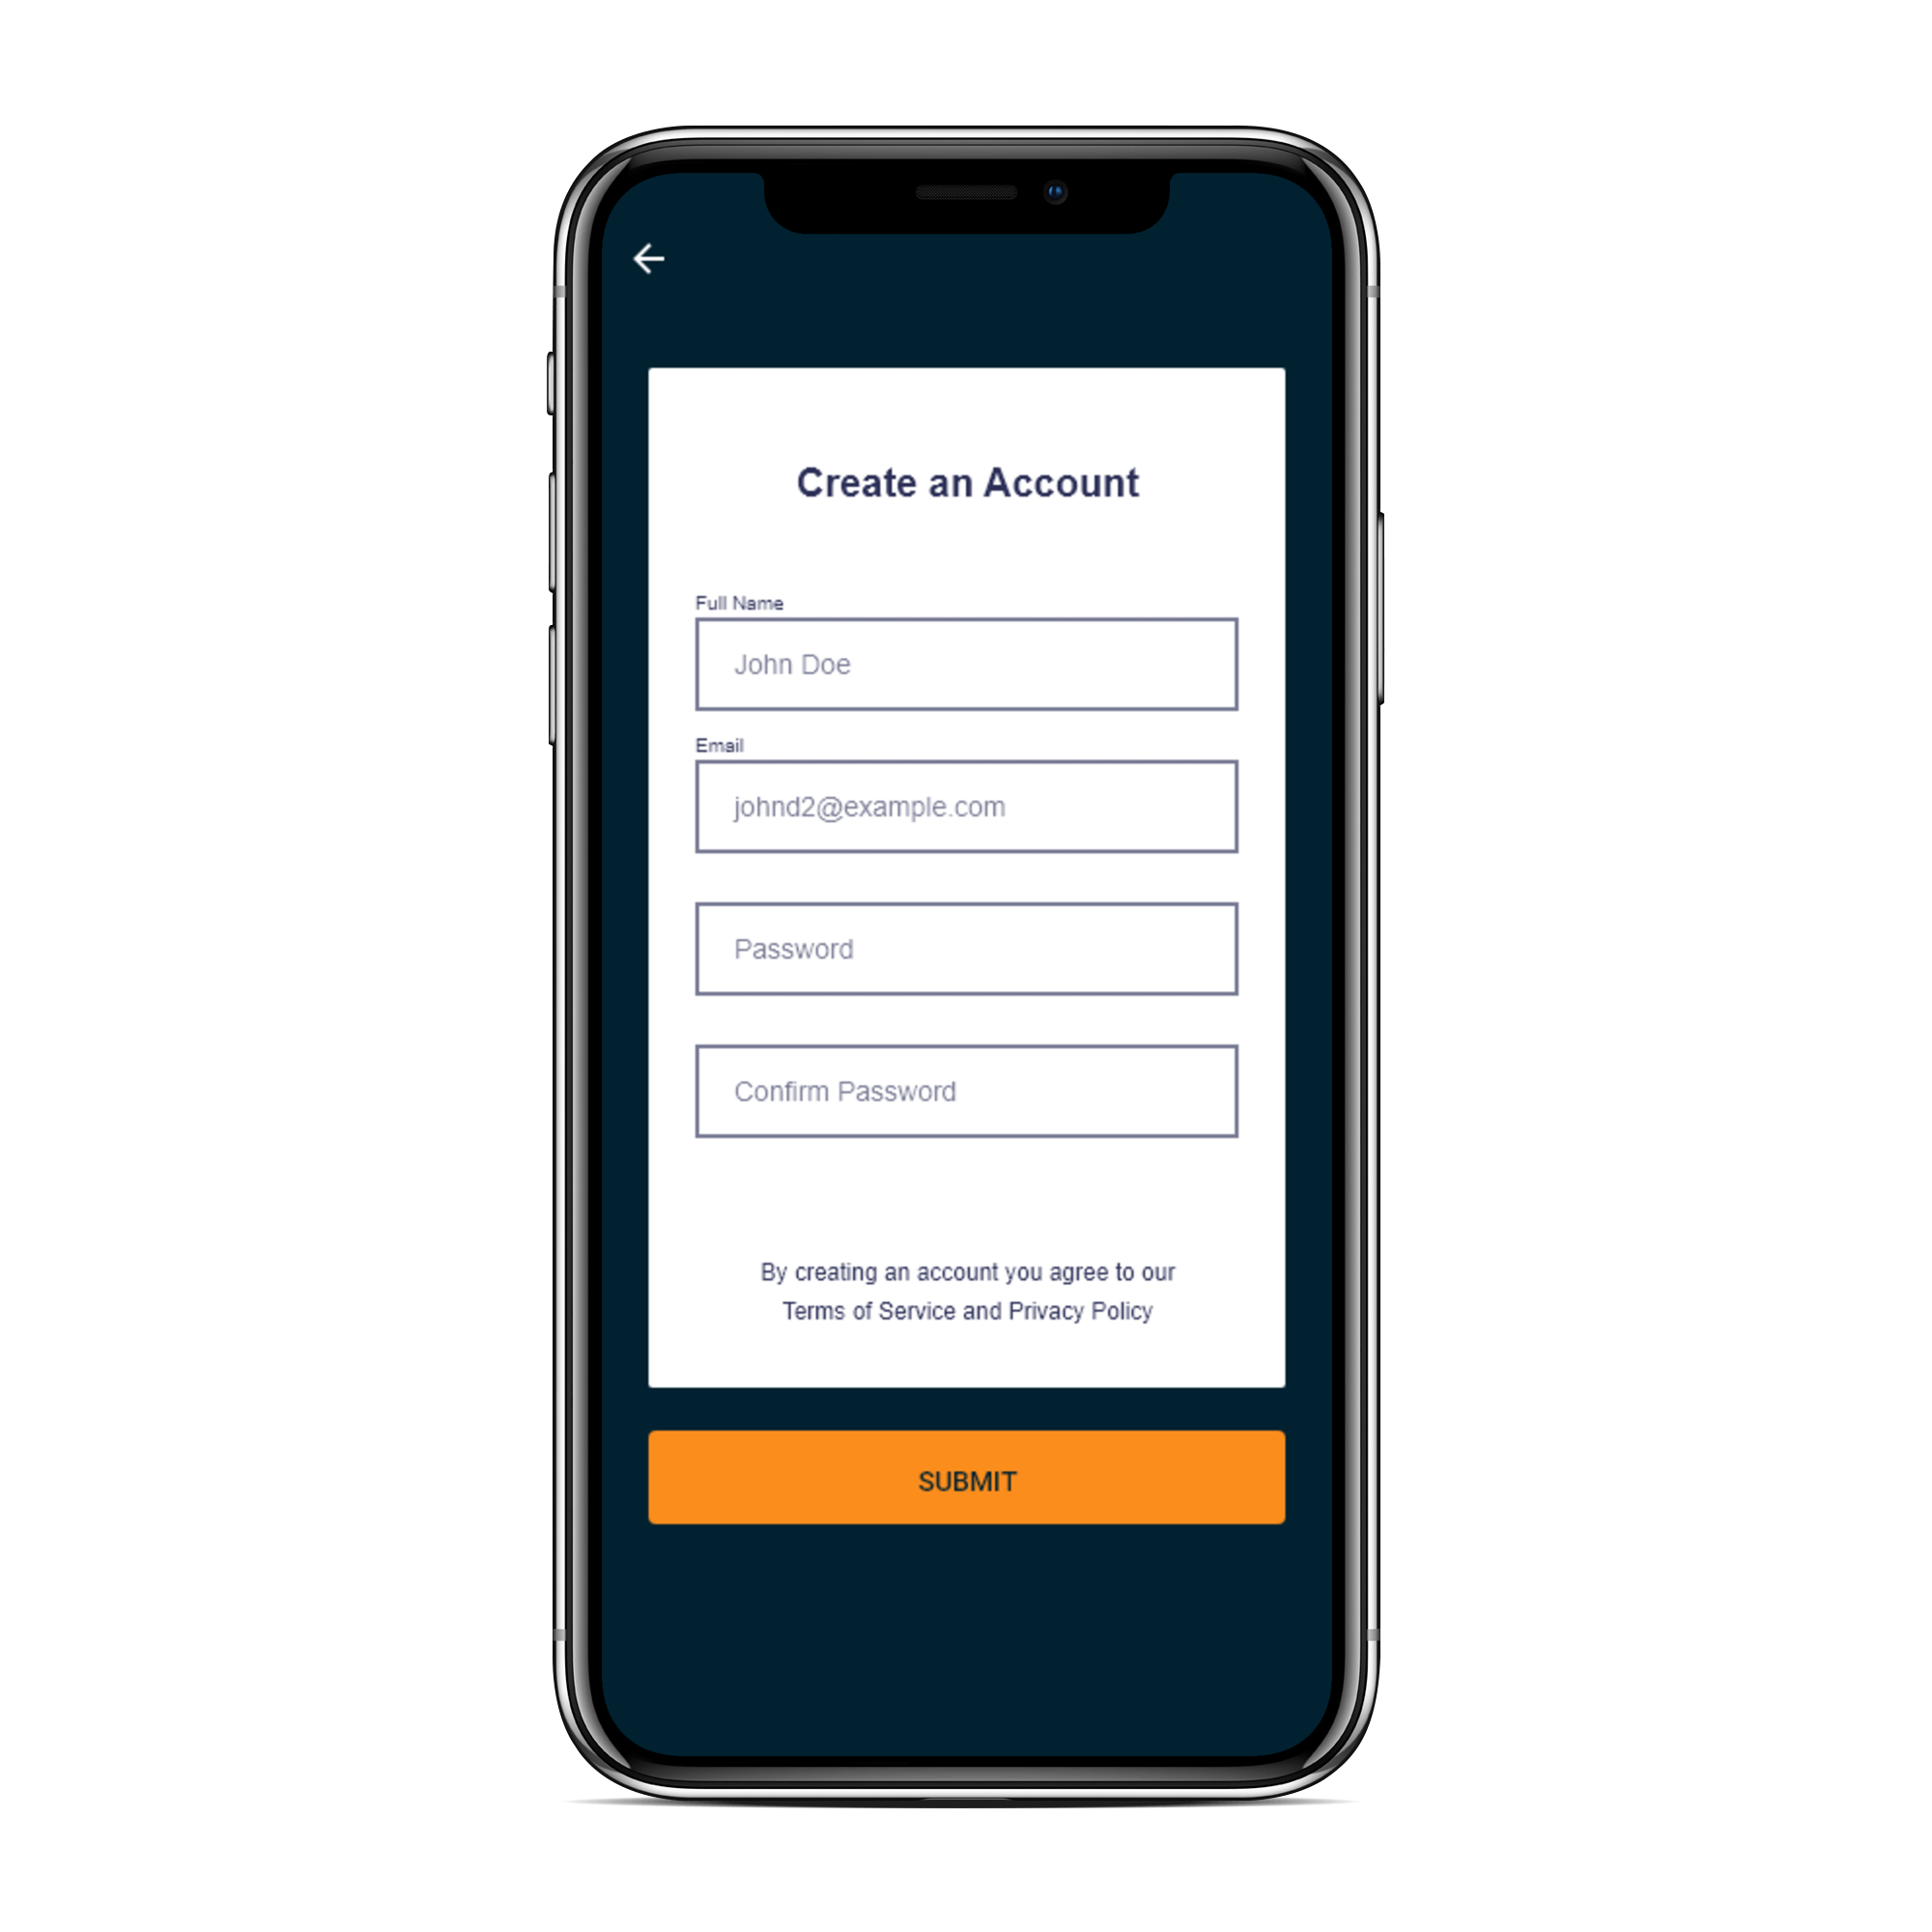 Create an Account
Full Name
John Doe
Email
johnd2@example.com
Password
Confirm Password
By creating an account you agree to our
Terms of Service and Privacy Policy
SUBMIT